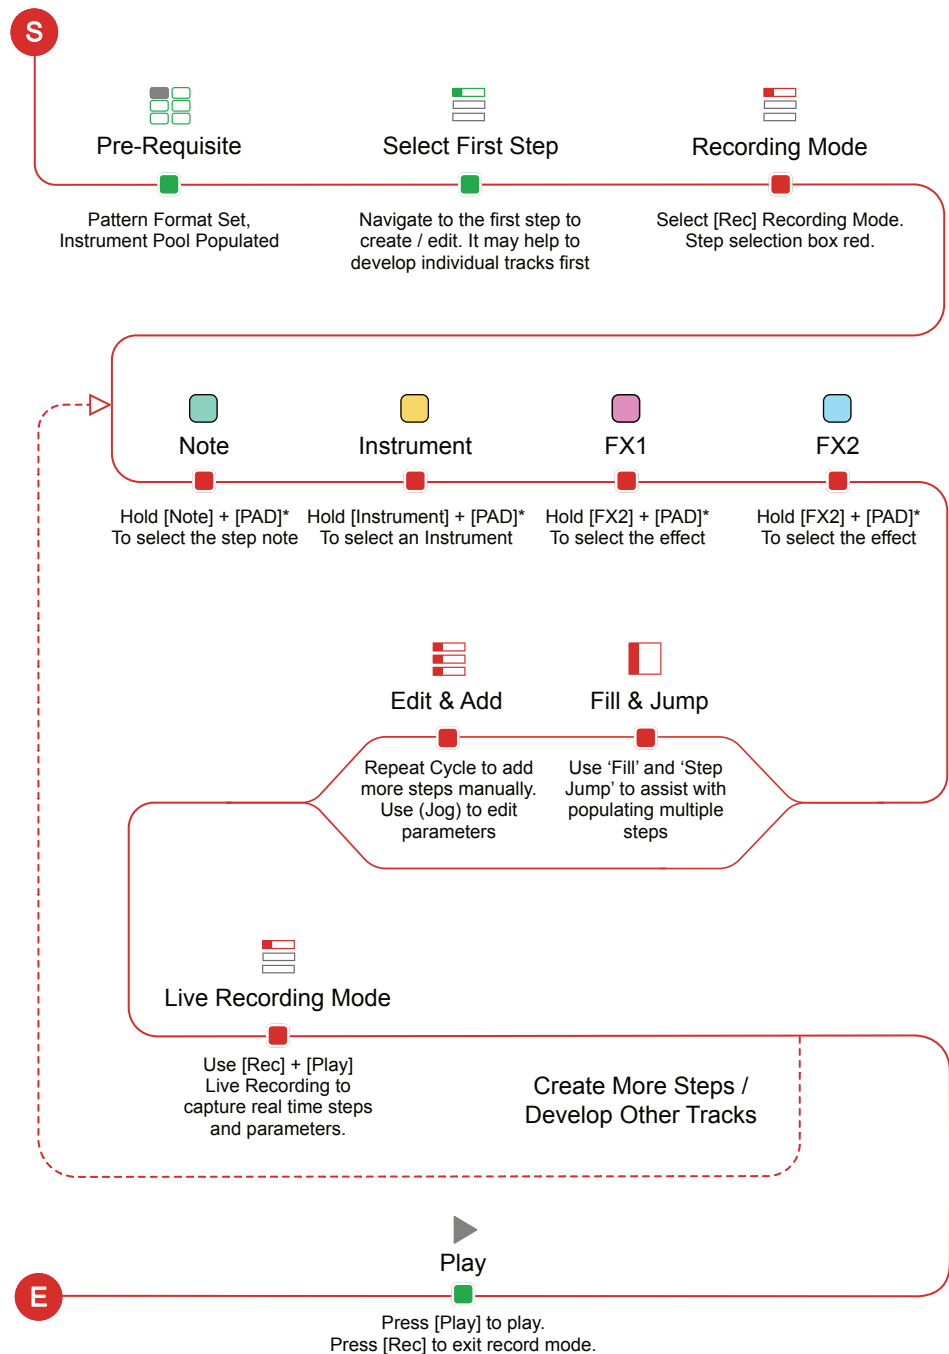 S
Pre-Requisite
Pattern Format Set,
Instrument Pool Populated
Select First Step
Navigate to the first step to
create / edit. It may help to
develop individual tracks first
Recording Mode
Select [Rec] Recording Mode.
Step selection box red.
Note
Hold [Note] + [PAD]*
To select the step note
Instrument
Hold [Instrument] + [PAD]*
To select an Instrument
FX1
Hold [FX2] + [PAD]*
To select the effect
FX2
Hold [FX2] + [PAD]*
To select the effect
Edit & Add
Repeat Cycle to add
more steps manually.
Use (Jog) to edit
parameters
Fill & Jump
Use ‘Fill’ and ‘Step
Jump’ to assist with
populating multiple
steps
Live Recording Mode
Use [Rec] + [Play]
Live Recording to
capture real time steps
and parameters.
Create More Steps /
Develop Other Tracks
Play
E
Press [Play] to play.
Press [Rec] to exit record mode.